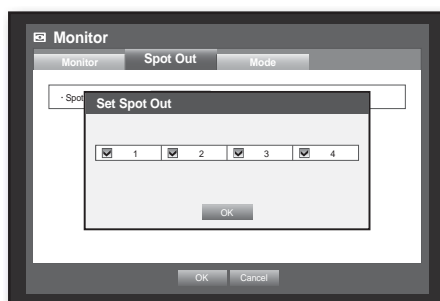 Monitor
Monitor Spot Out Mode
· Spot
Set Spot Out
1 2 3 4
OK
OK Cancel